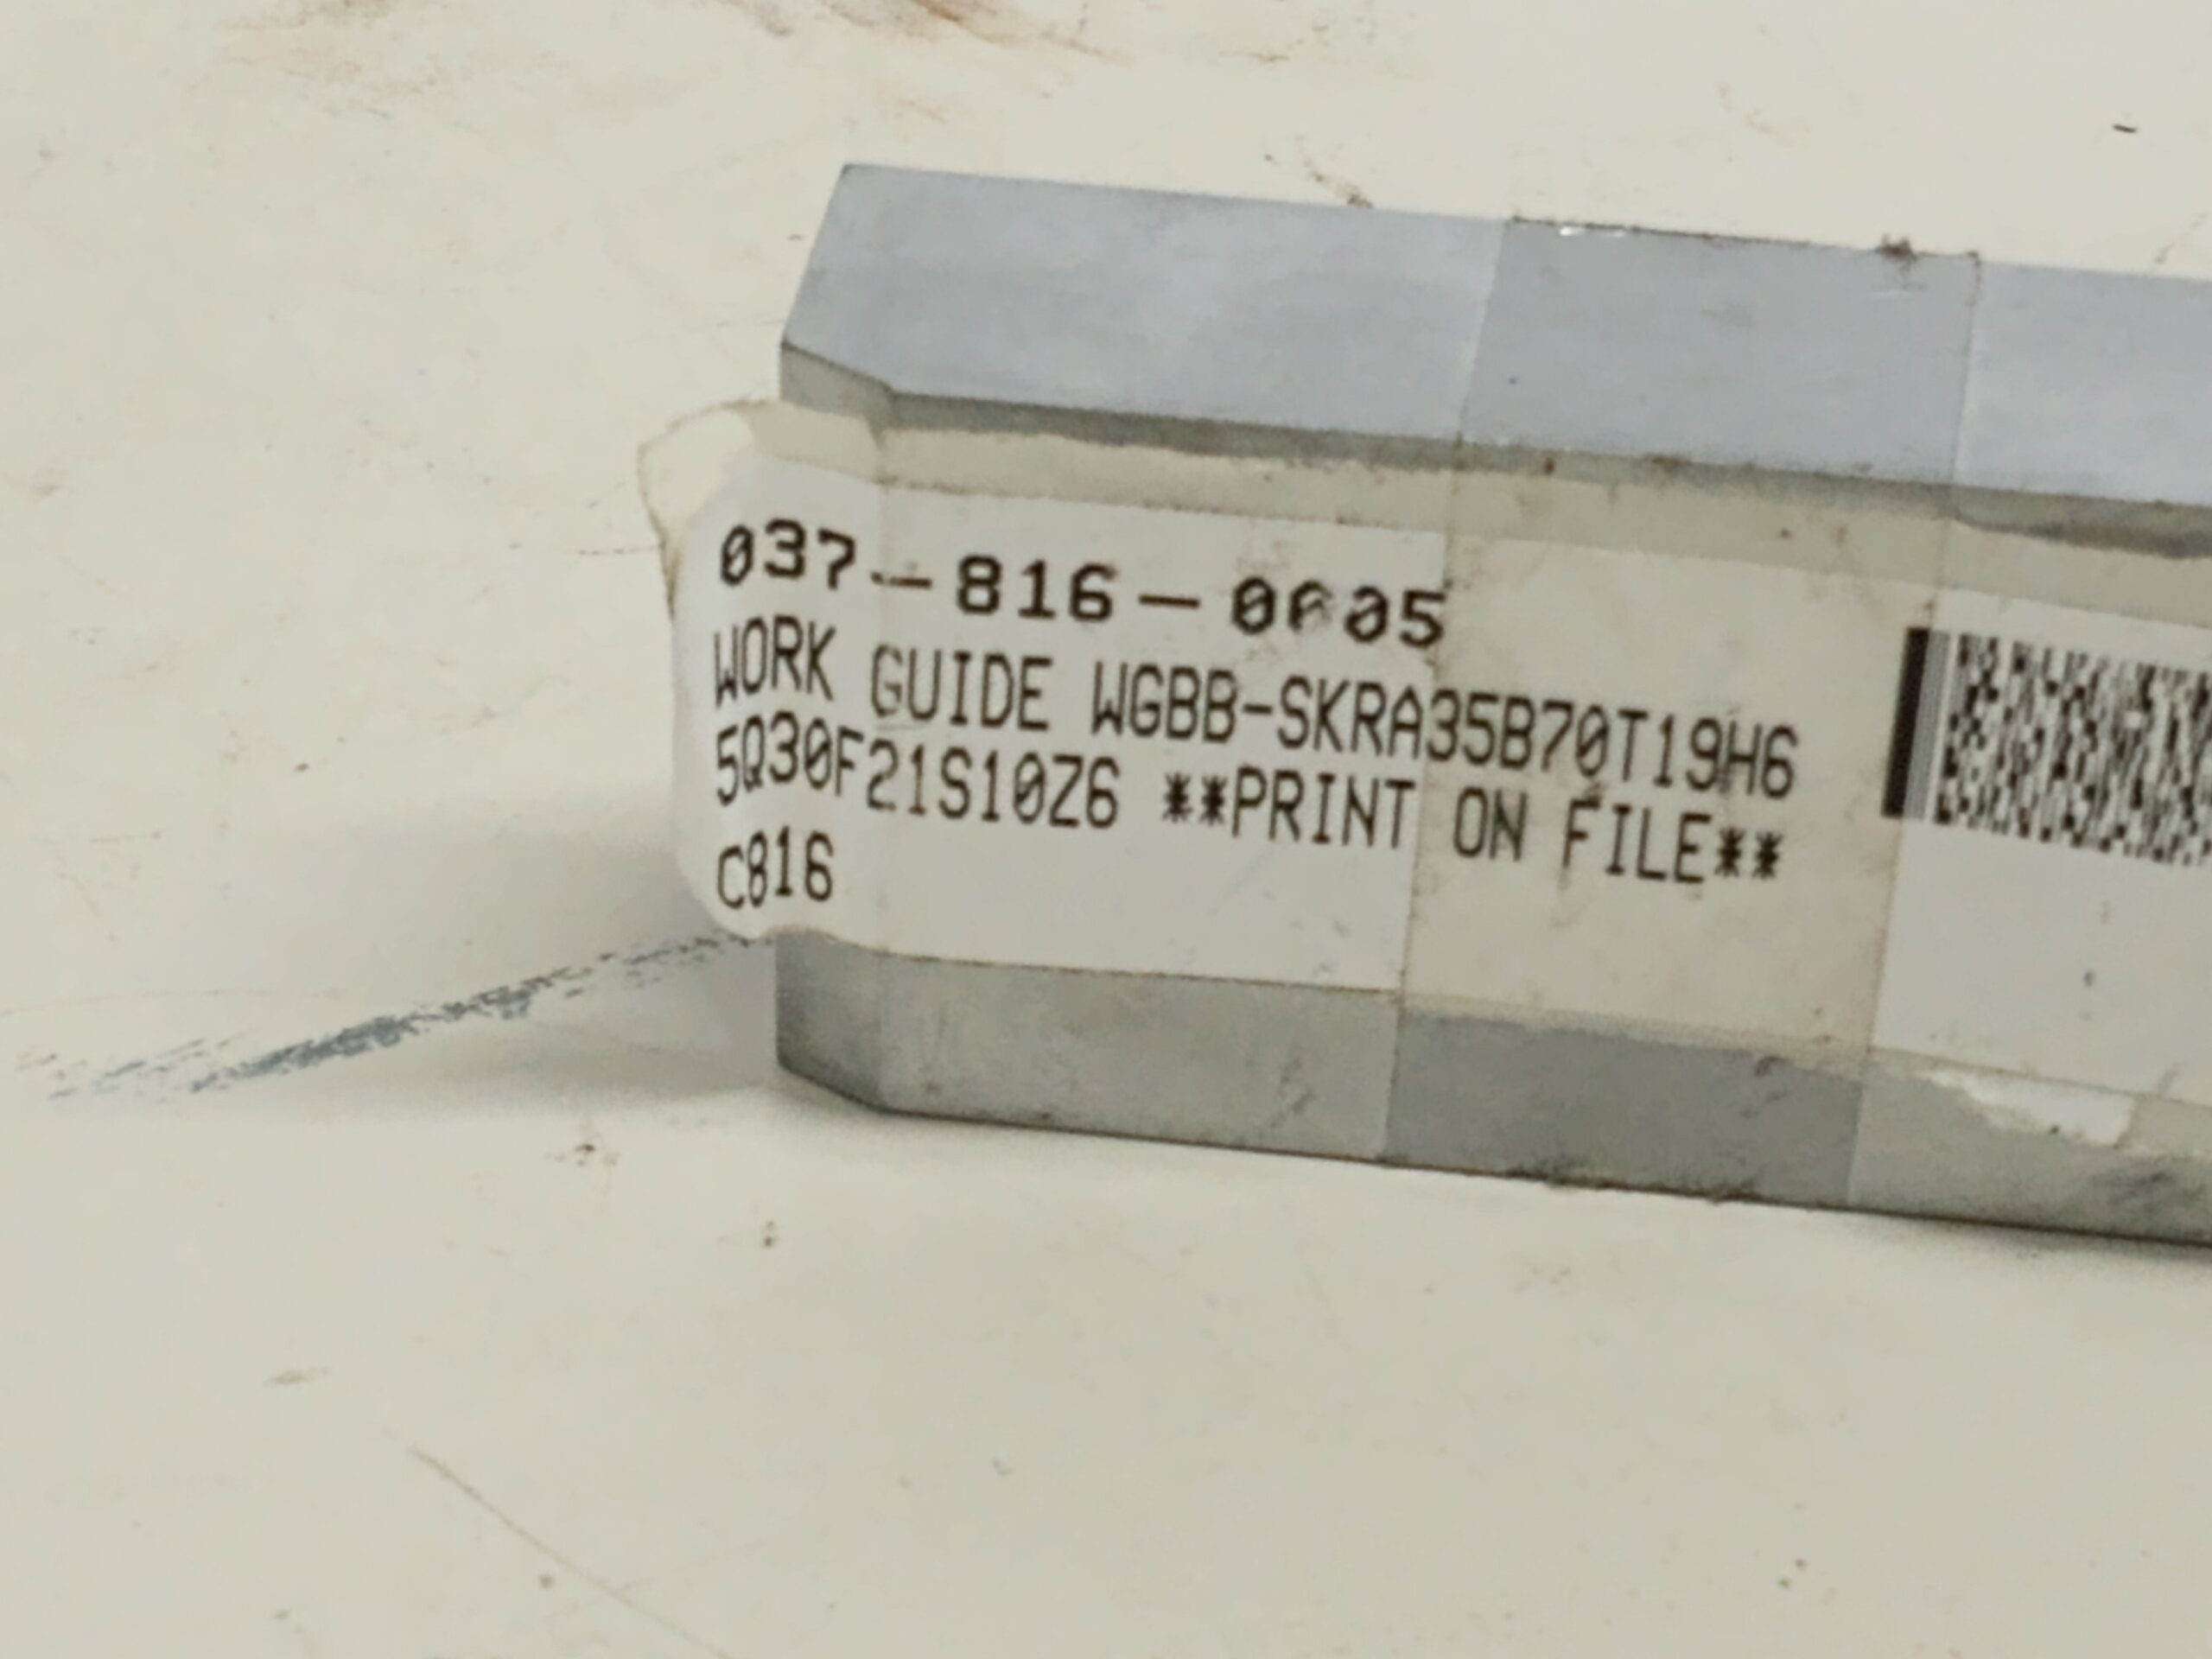 037-816-0605
WORK GUIDE WGBB-SKRA35B70T19H6
5Q30F21S10Z6 **PRINT ON FILE**
C816